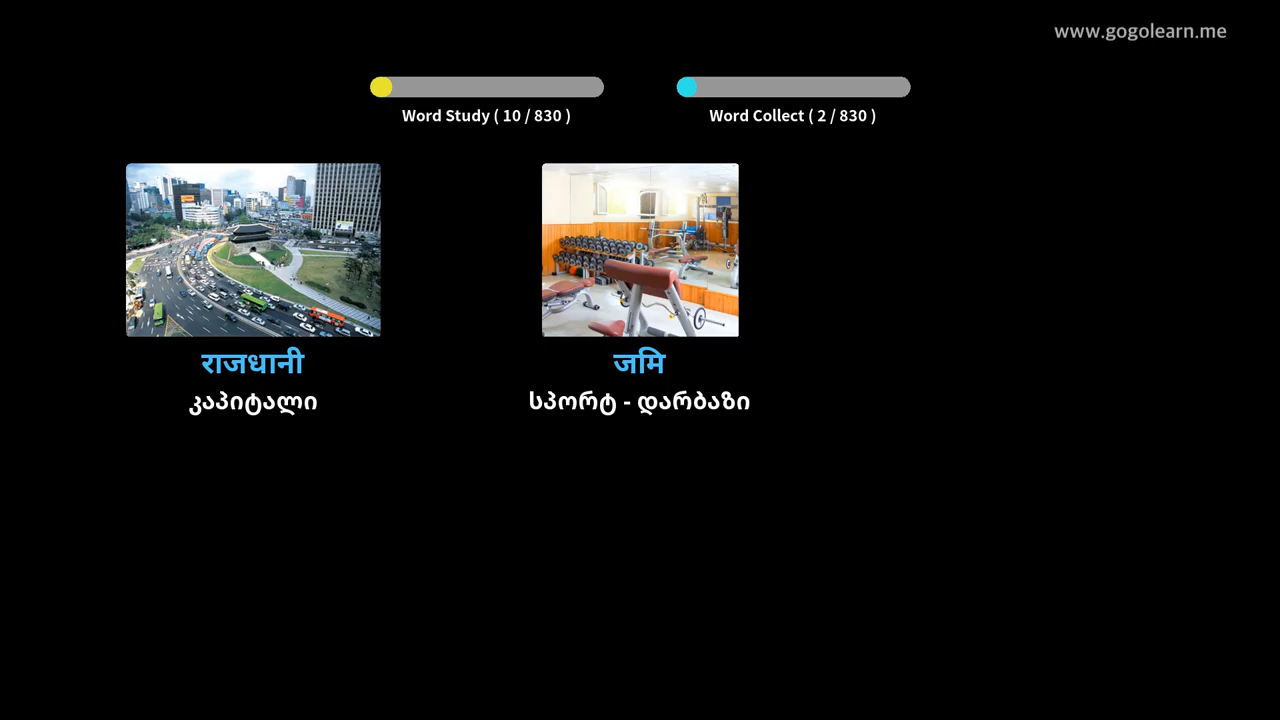 www.gogolearn.me
Word Study ( 10 / 830 )
Word Collect ( 2 / 830 )
राजधानी
जमि
კაპიტალი
სპორტ - დარბაზი